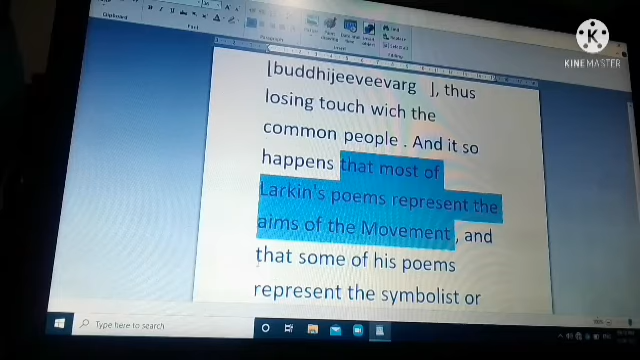 KINEMASTER
[buddhijeeveevarg ], thus
losing touch wich the
common people . And it so
happens that most of
Larkin's poems represent the
aims of the Movement , and
that some of his poems
represent the symbolist or
Type here to search